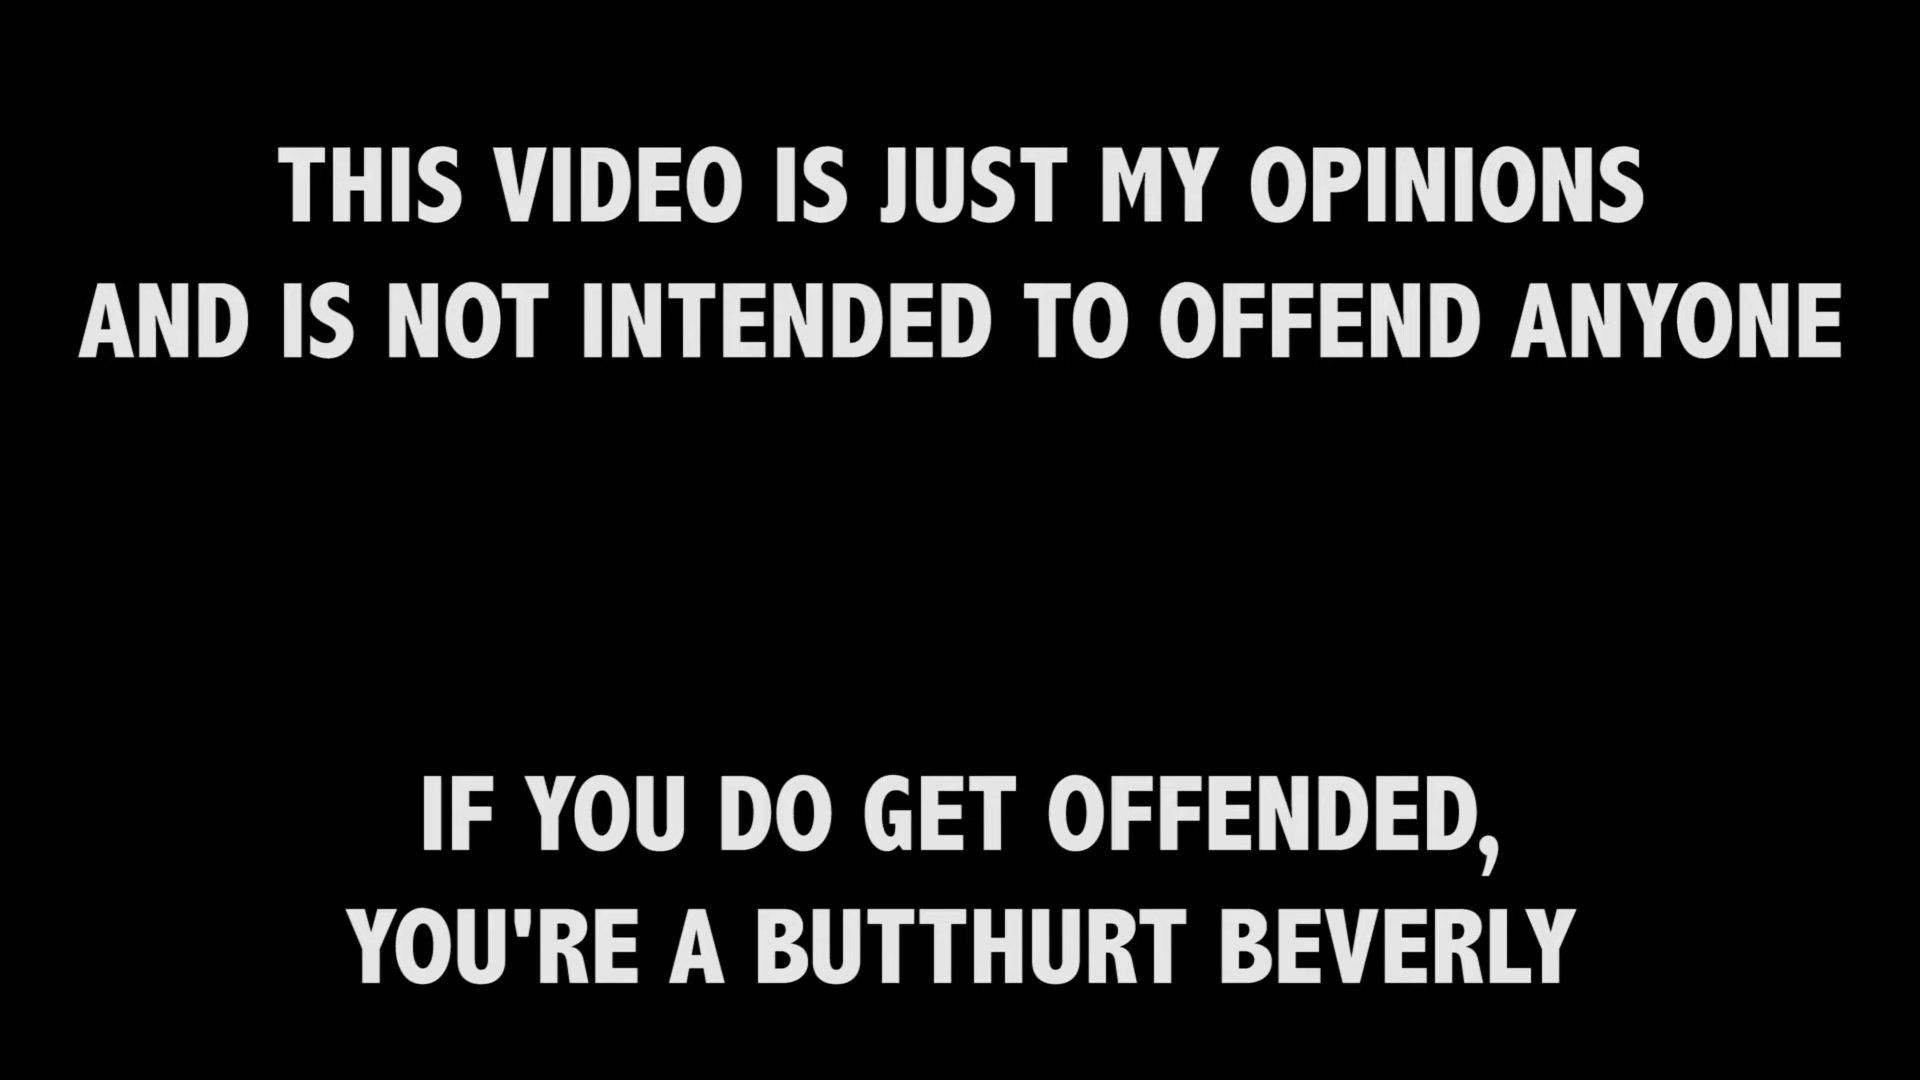 THIS VIDEO IS JUST MY OPINIONS
AND IS NOT INTENDED TO OFFEND ANYONE
IF YOU DO GET OFFENDED,
YOU'RE A BUTTHURT BEVERLY